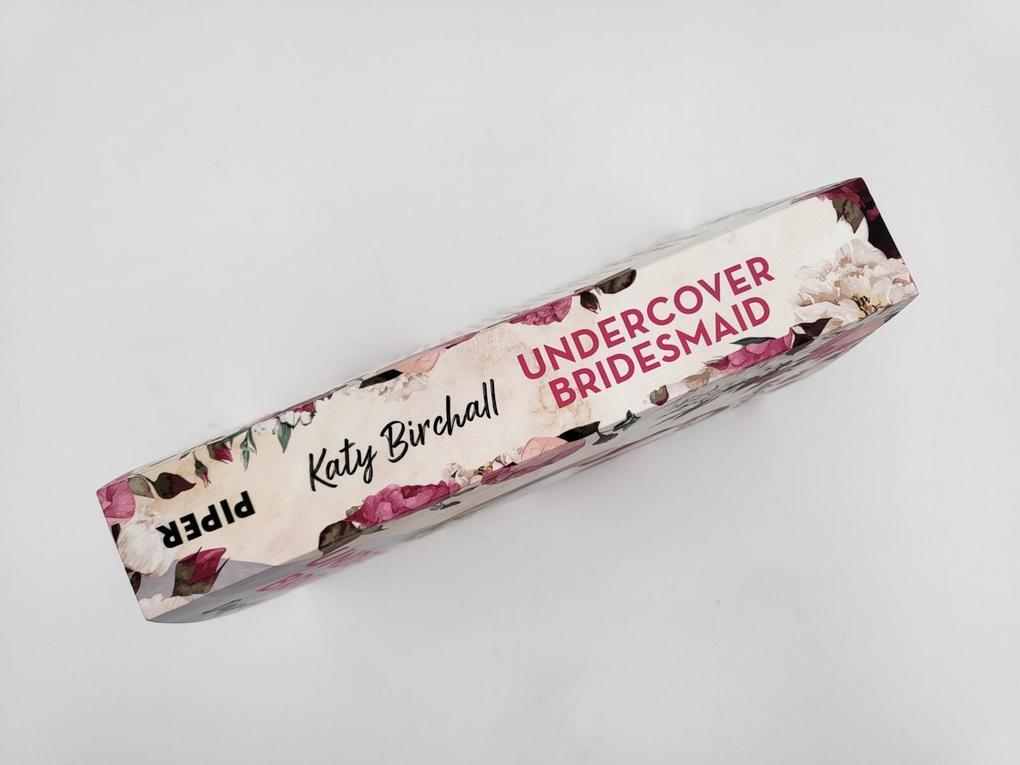 UNDERCOVER
BRIDESMAID
Katy Birchall
PIPER